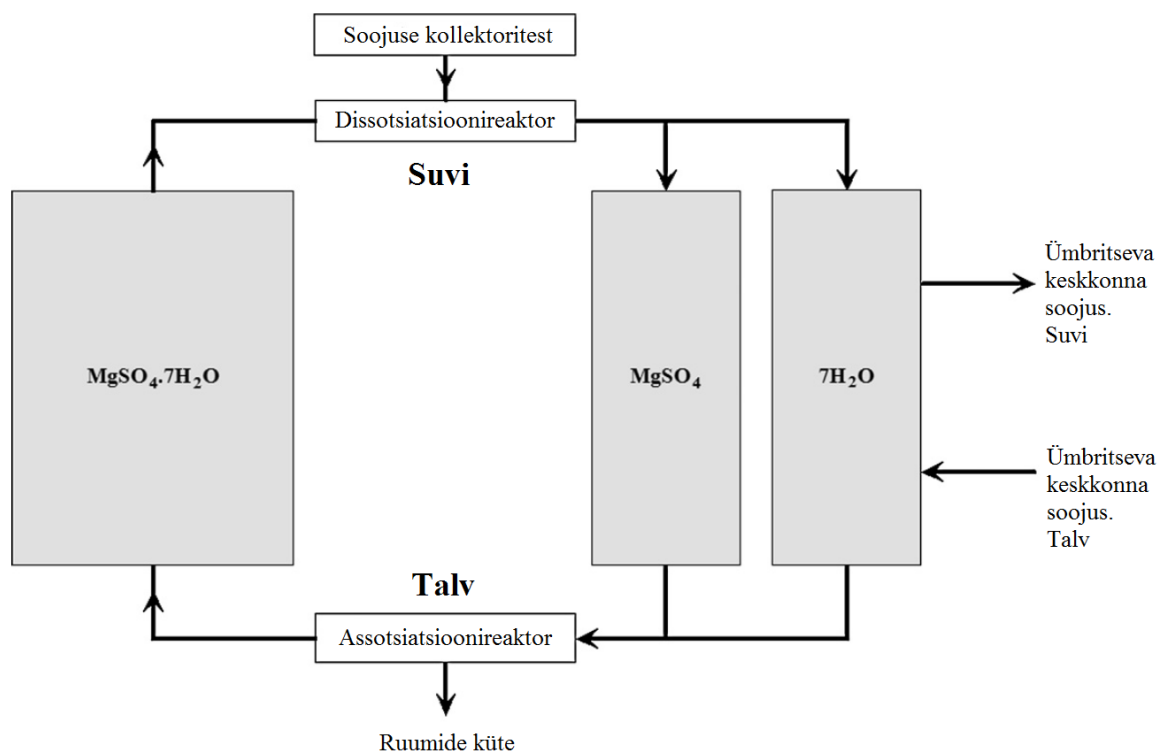 Soojuse kollektoritest
Dissotsiatsioonireaktor
Suvi
MgSO₄.7H₂O
MgSO₄
7H₂O
Ümbritseva
keskkonna
soojus.
Suvi
Ümbritseva
keskkonna
soojus.
Talv
Talv
Assotsiatsioonireaktor
Ruumide küte